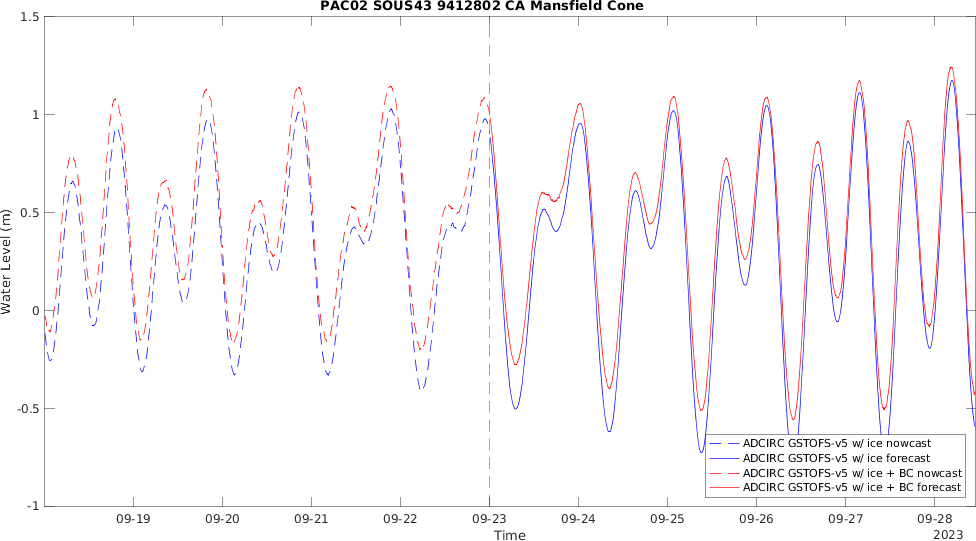 PAC02 SOUS43 9412802 CA Mansfield Cone
1.5
1
0.5
0
-0.5
-1
Water Level (m)
09-19 09-20 09-21 09-22 09-23 09-24 09-25 09-26 09-27 09-28
Time
2023
ADCIRC GSTOFS-v5 w/ ice nowcast
ADCIRC GSTOFS-v5 w/ ice forecast
ADCIRC GSTOFS-v5 w/ ice + BC nowcast
ADCIRC GSTOFS-v5 w/ ice + BC forecast